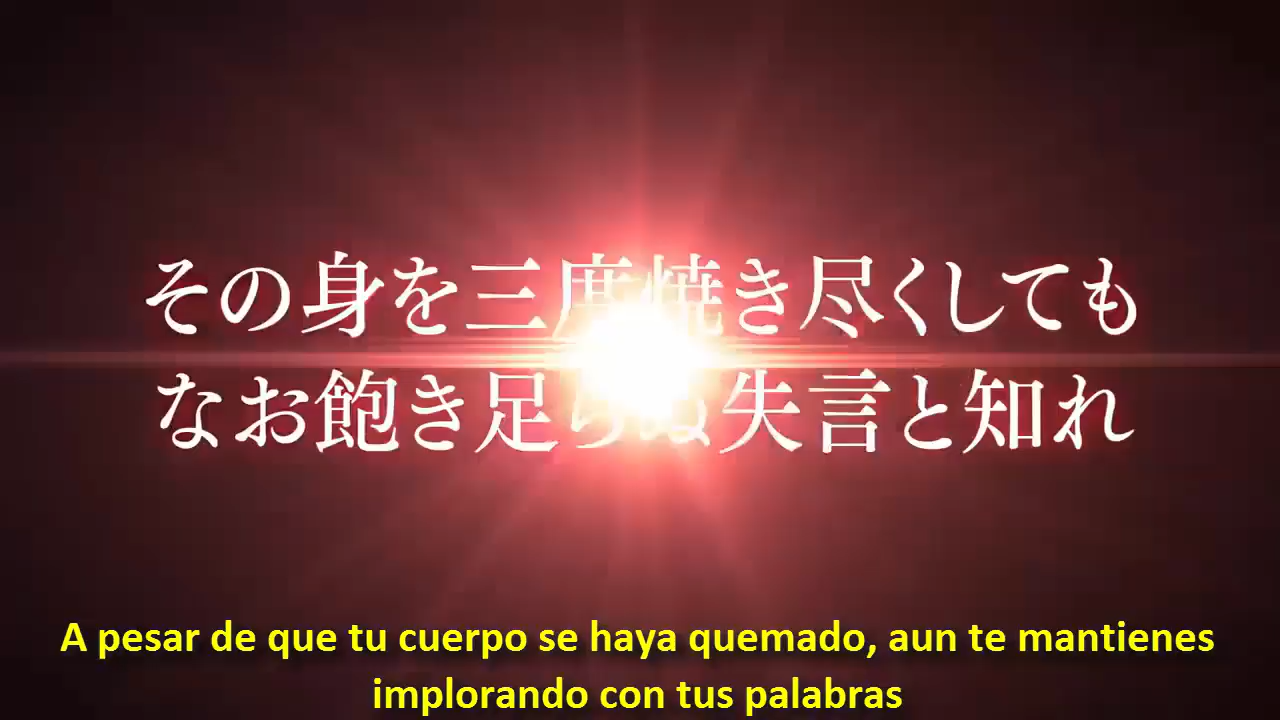 その身を三度焼き尽くしても
なお飽き足らぬ失言と知れ
A pesar de que tu cuerpo se haya quemado, aun te mantienes
implorando con tus palabras